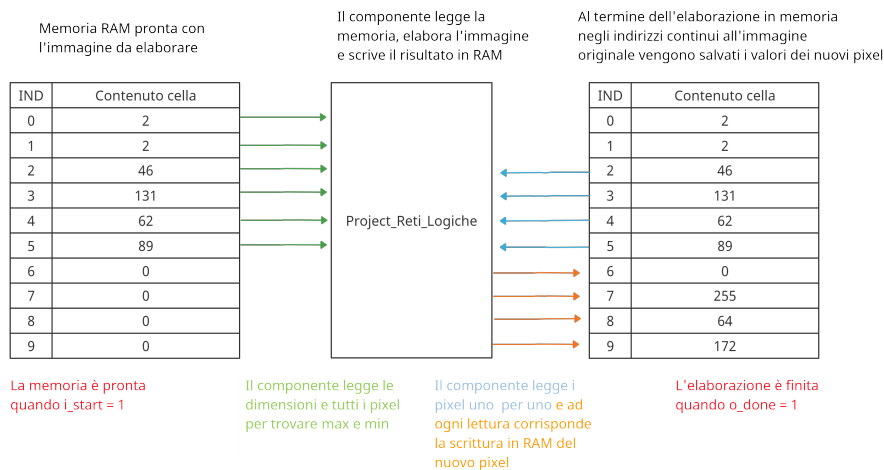 Memoria RAM pronta con
l'immagine da elaborare
Il componente legge la
memoria, elabora l'immagine
e scrive il risultato in RAM
Al termine dell'elaborazione in memoria
negli indirizzi continui all'immagine
originale vengono salvati i valori dei nuovi pixel
IND Contenuto cella
0 2
1 2
2 46
3 131
4 62
5 89
6 0
7 0
8 0
9 0
Project_Reti_Logiche
IND Contenuto cella
0 2
1 2
2 46
3 131
4 62
5 89
6 0
7 255
8 64
9 172
La memoria è pronta
quando i_start = 1
Il componente legge le
dimensioni e tutti i pixel
per trovare max e min
Il componente legge i
pixel uno per uno e ad
ogni lettura corrisponde
la scrittura in RAM del
nuovo pixel
L'elaborazione è finita
quando o_done = 1